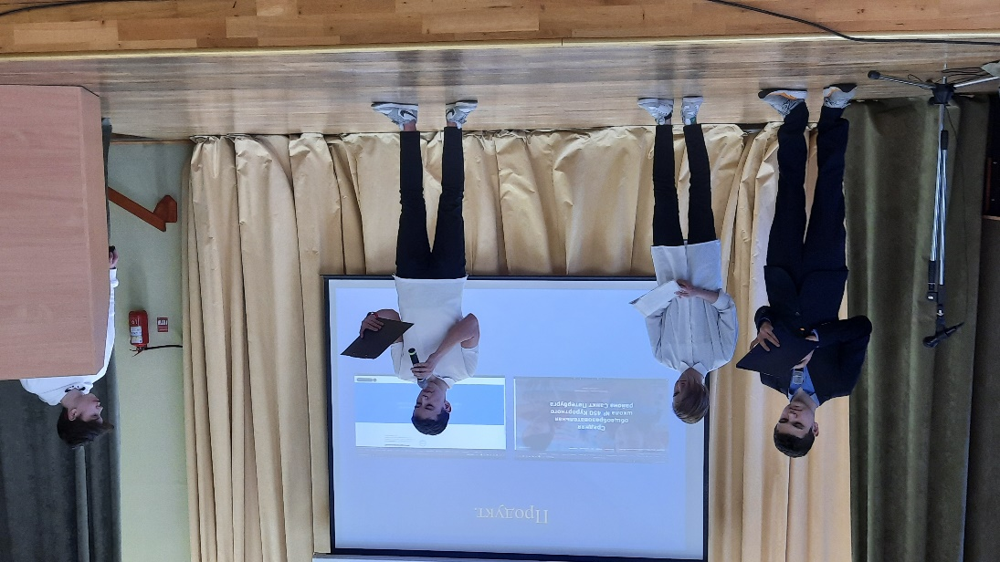 Продукт.
Средняя
общеобразовательная
школа № 450 Курортного
района Санкт Петербурга